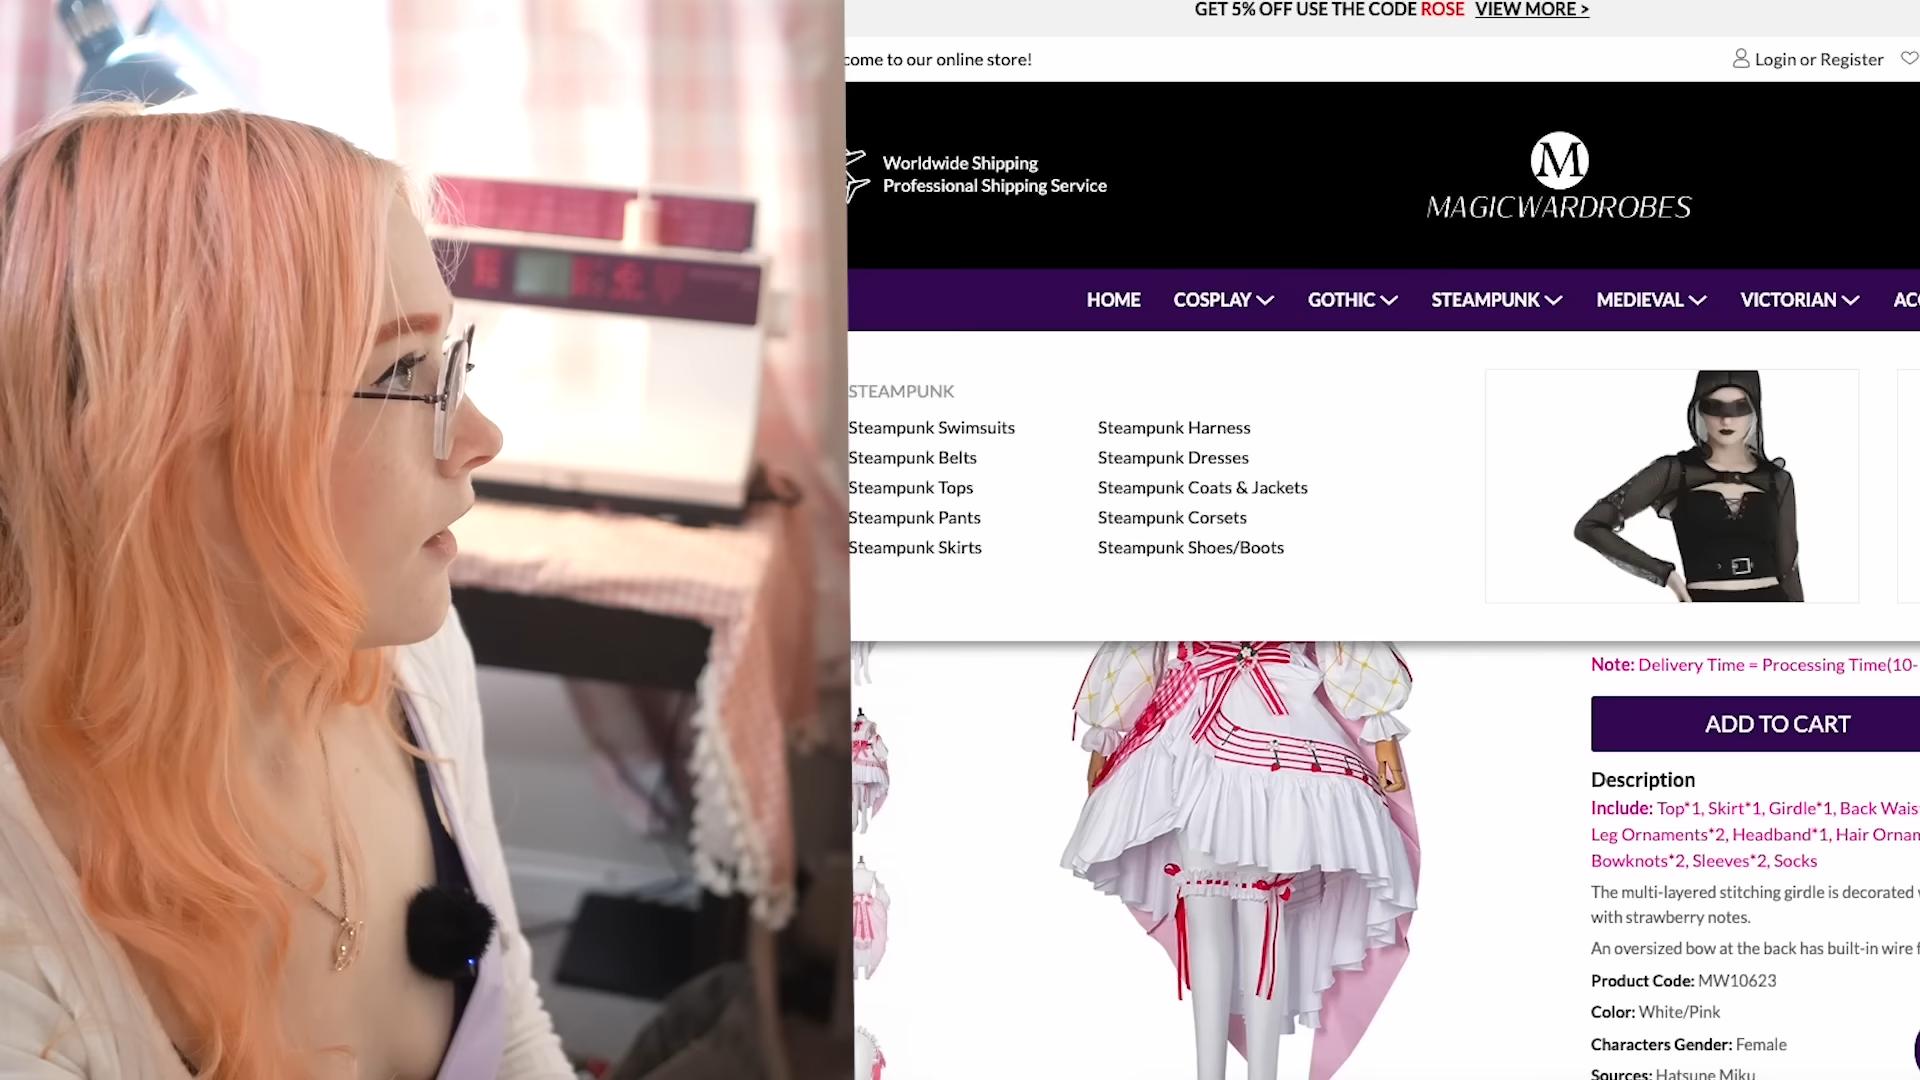 GET 5% OFF USE THE CODE ROSE VIEW MORE >
come to our online store!
Login or Register
Worldwide Shipping
Professional Shipping Service
M
MAGICWARDROBES
HOME COSPLAY GOTHIC STEAMPUNK MEDIEVAL VICTORIAN AC
STEAMPUNK
Steampunk Swimsuits
Steampunk Belts
Steampunk Tops
Steampunk Pants
Steampunk Skirts
Steampunk Harness
Steampunk Dresses
Steampunk Coats & Jackets
Steampunk Corsets
Steampunk Shoes/Boots
Note: Delivery Time = Processing Time(10-
ADD TO CART
Description
Include: Top*1, Skirt*1, Girdle*1, Back Wais
Leg Ornaments*2, Headband*1, Hair Ornan
Bowknots*2, Sleeves*2, Socks
The multi-layered stitching girdle is decorated
with strawberry notes.
An oversized bow at the back has built-in wire f
Product Code: MW10623
Color: White/Pink
Characters Gender: Female
Sources: Hatsune Miku